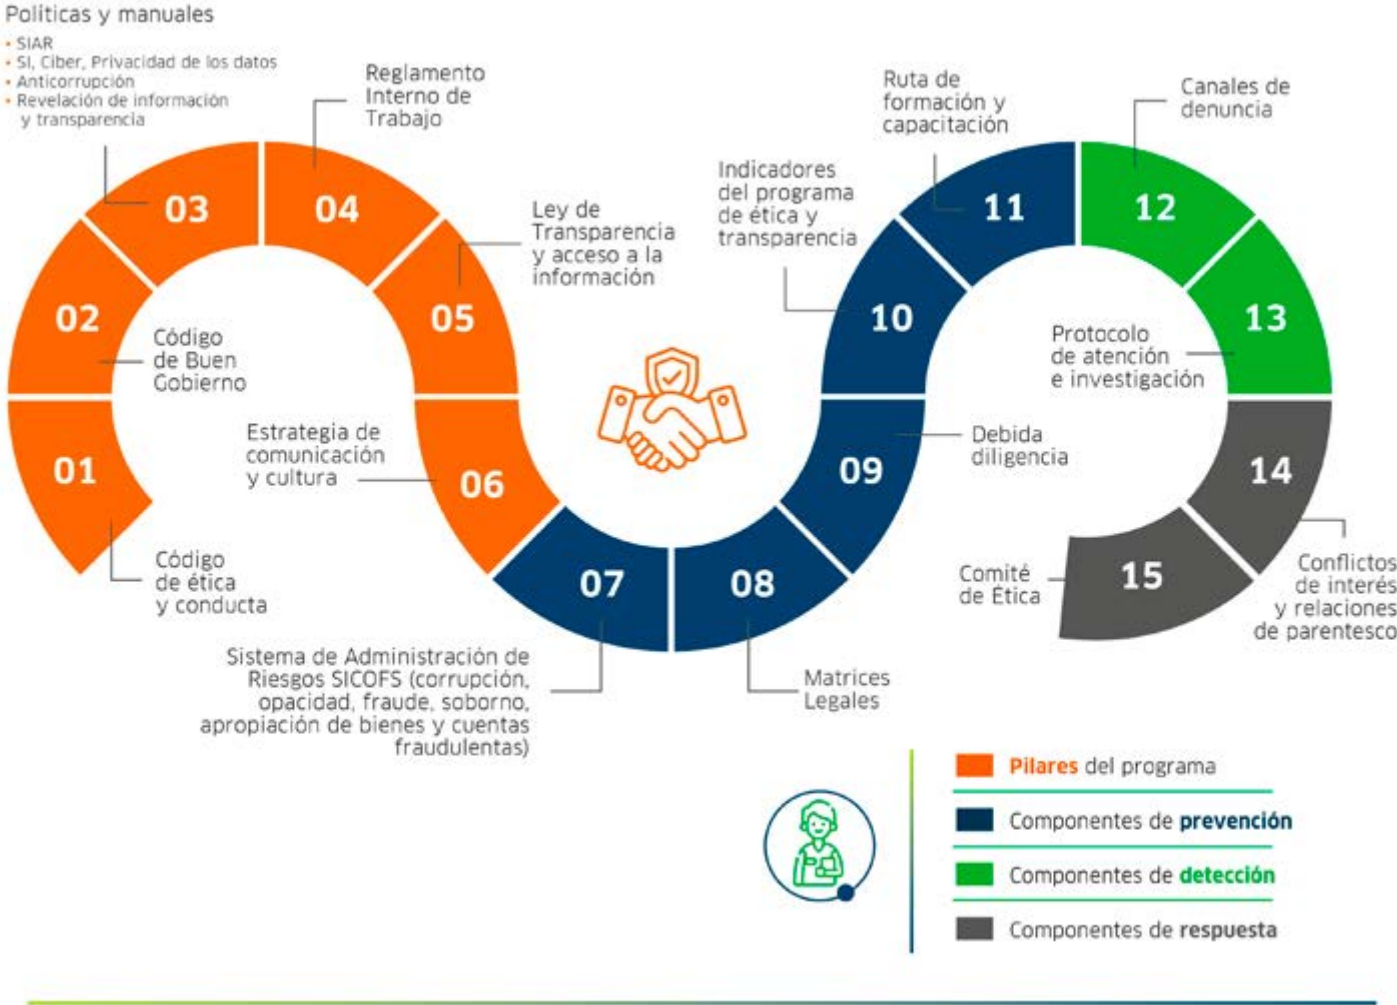 Políticas y manuales
• SIAR
• SI, Ciber, Privacidad de los datos
• Anticorrupción
• Revelación de información
y transparencia
03
Reglamento
Interno de
Trabajo
04
Ley de
Transparencia
y acceso a la
información
05
02
Código
de Buen
Gobierno
01
Código
de ética
y conducta
Estrategia de
comunicación
y cultura
06
07
Sistema de Administración de
Riesgos SICOFS (corrupción,
opacidad, fraude, soborno,
apropiación de bienes y cuentas
fraudulentas)
08
Matrices
Legales
09
Debida
diligencia
Indicadores
del programa
de ética y
transparencia
10
Ruta de
formación y
capacitación
11
12
Canales de
denuncia
13
Protocolo
de atención
e investigación
14
Conflictos
de interés
y relaciones
de parentesco
15
Comité
de Ética
Pilares del programa
Componentes de prevención
Componentes de detección
Componentes de respuesta